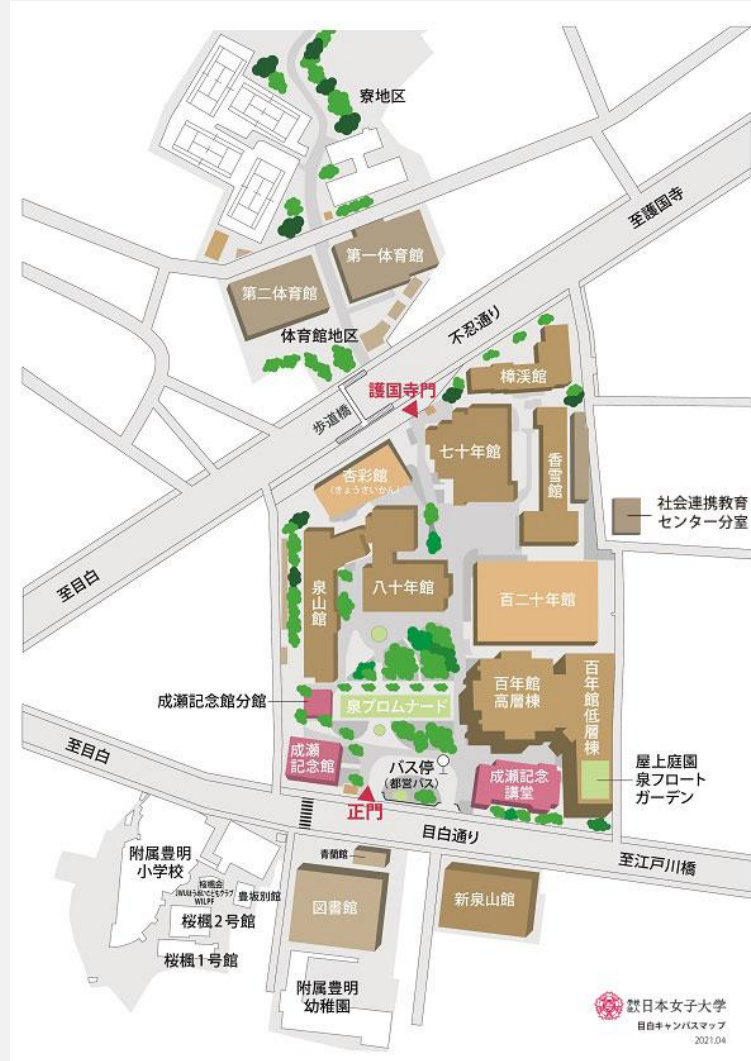 寮地区
至護国寺
第一体育館
第二体育館
体育館地区
不忍通り
樟渓館
護国寺門
歩道橋
七十年館
香雪館
杏彩館
(きょうさいかん)
社会連携教育
センター分室
至目白
泉山館
八十年館
百二十年館
百年館
高層棟
百年館低層棟
成瀬記念館分館
泉プロムナード
至目白
成瀬
記念館
バス停
(都営バス)
成瀬記念
講堂
屋上庭園
泉フロート
ガーデン
正門
目白通り
至江戸川橋
附属豊明
小学校
青蘭館
桜楓会
WILPF
豊坂別館
図書館
新泉山館
桜楓2号館
桜楓1号館
附属豊明
幼稚園
日本女子大学
目白キャンパスマップ
2021.04